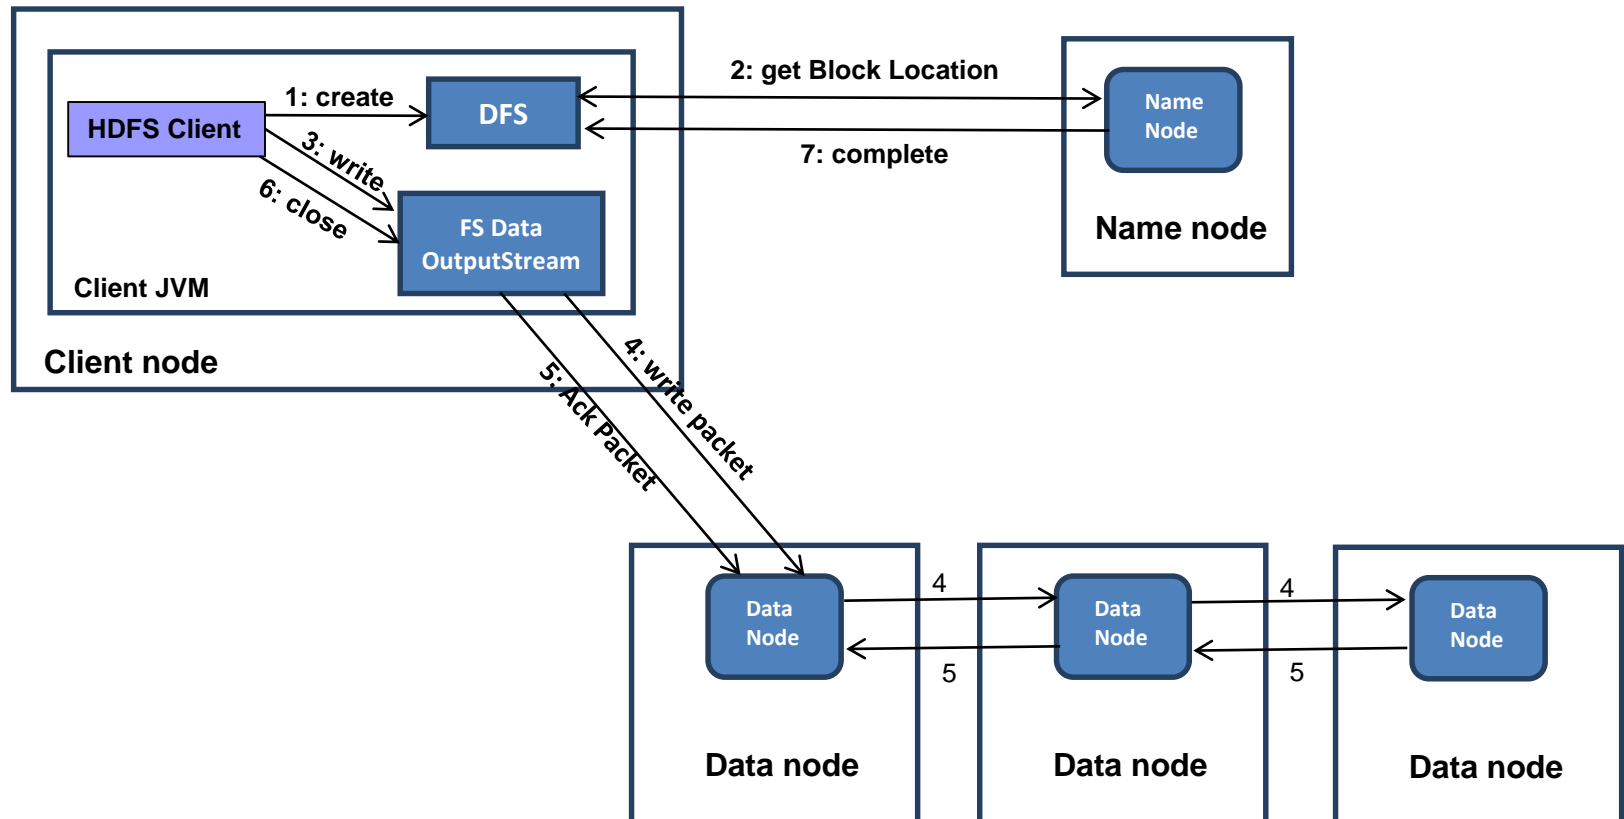 2: get Block Location
1: create
HDFS Client
DFS
Name
Node
3: write
7: complete
6: close
FS Data
OutputStream
Name node
Client JVM
Client node
4: write packet
5: Ack Packet
4
4
Data
Node
Data
Node
Data
Node
5
5
Data node
Data node
Data node